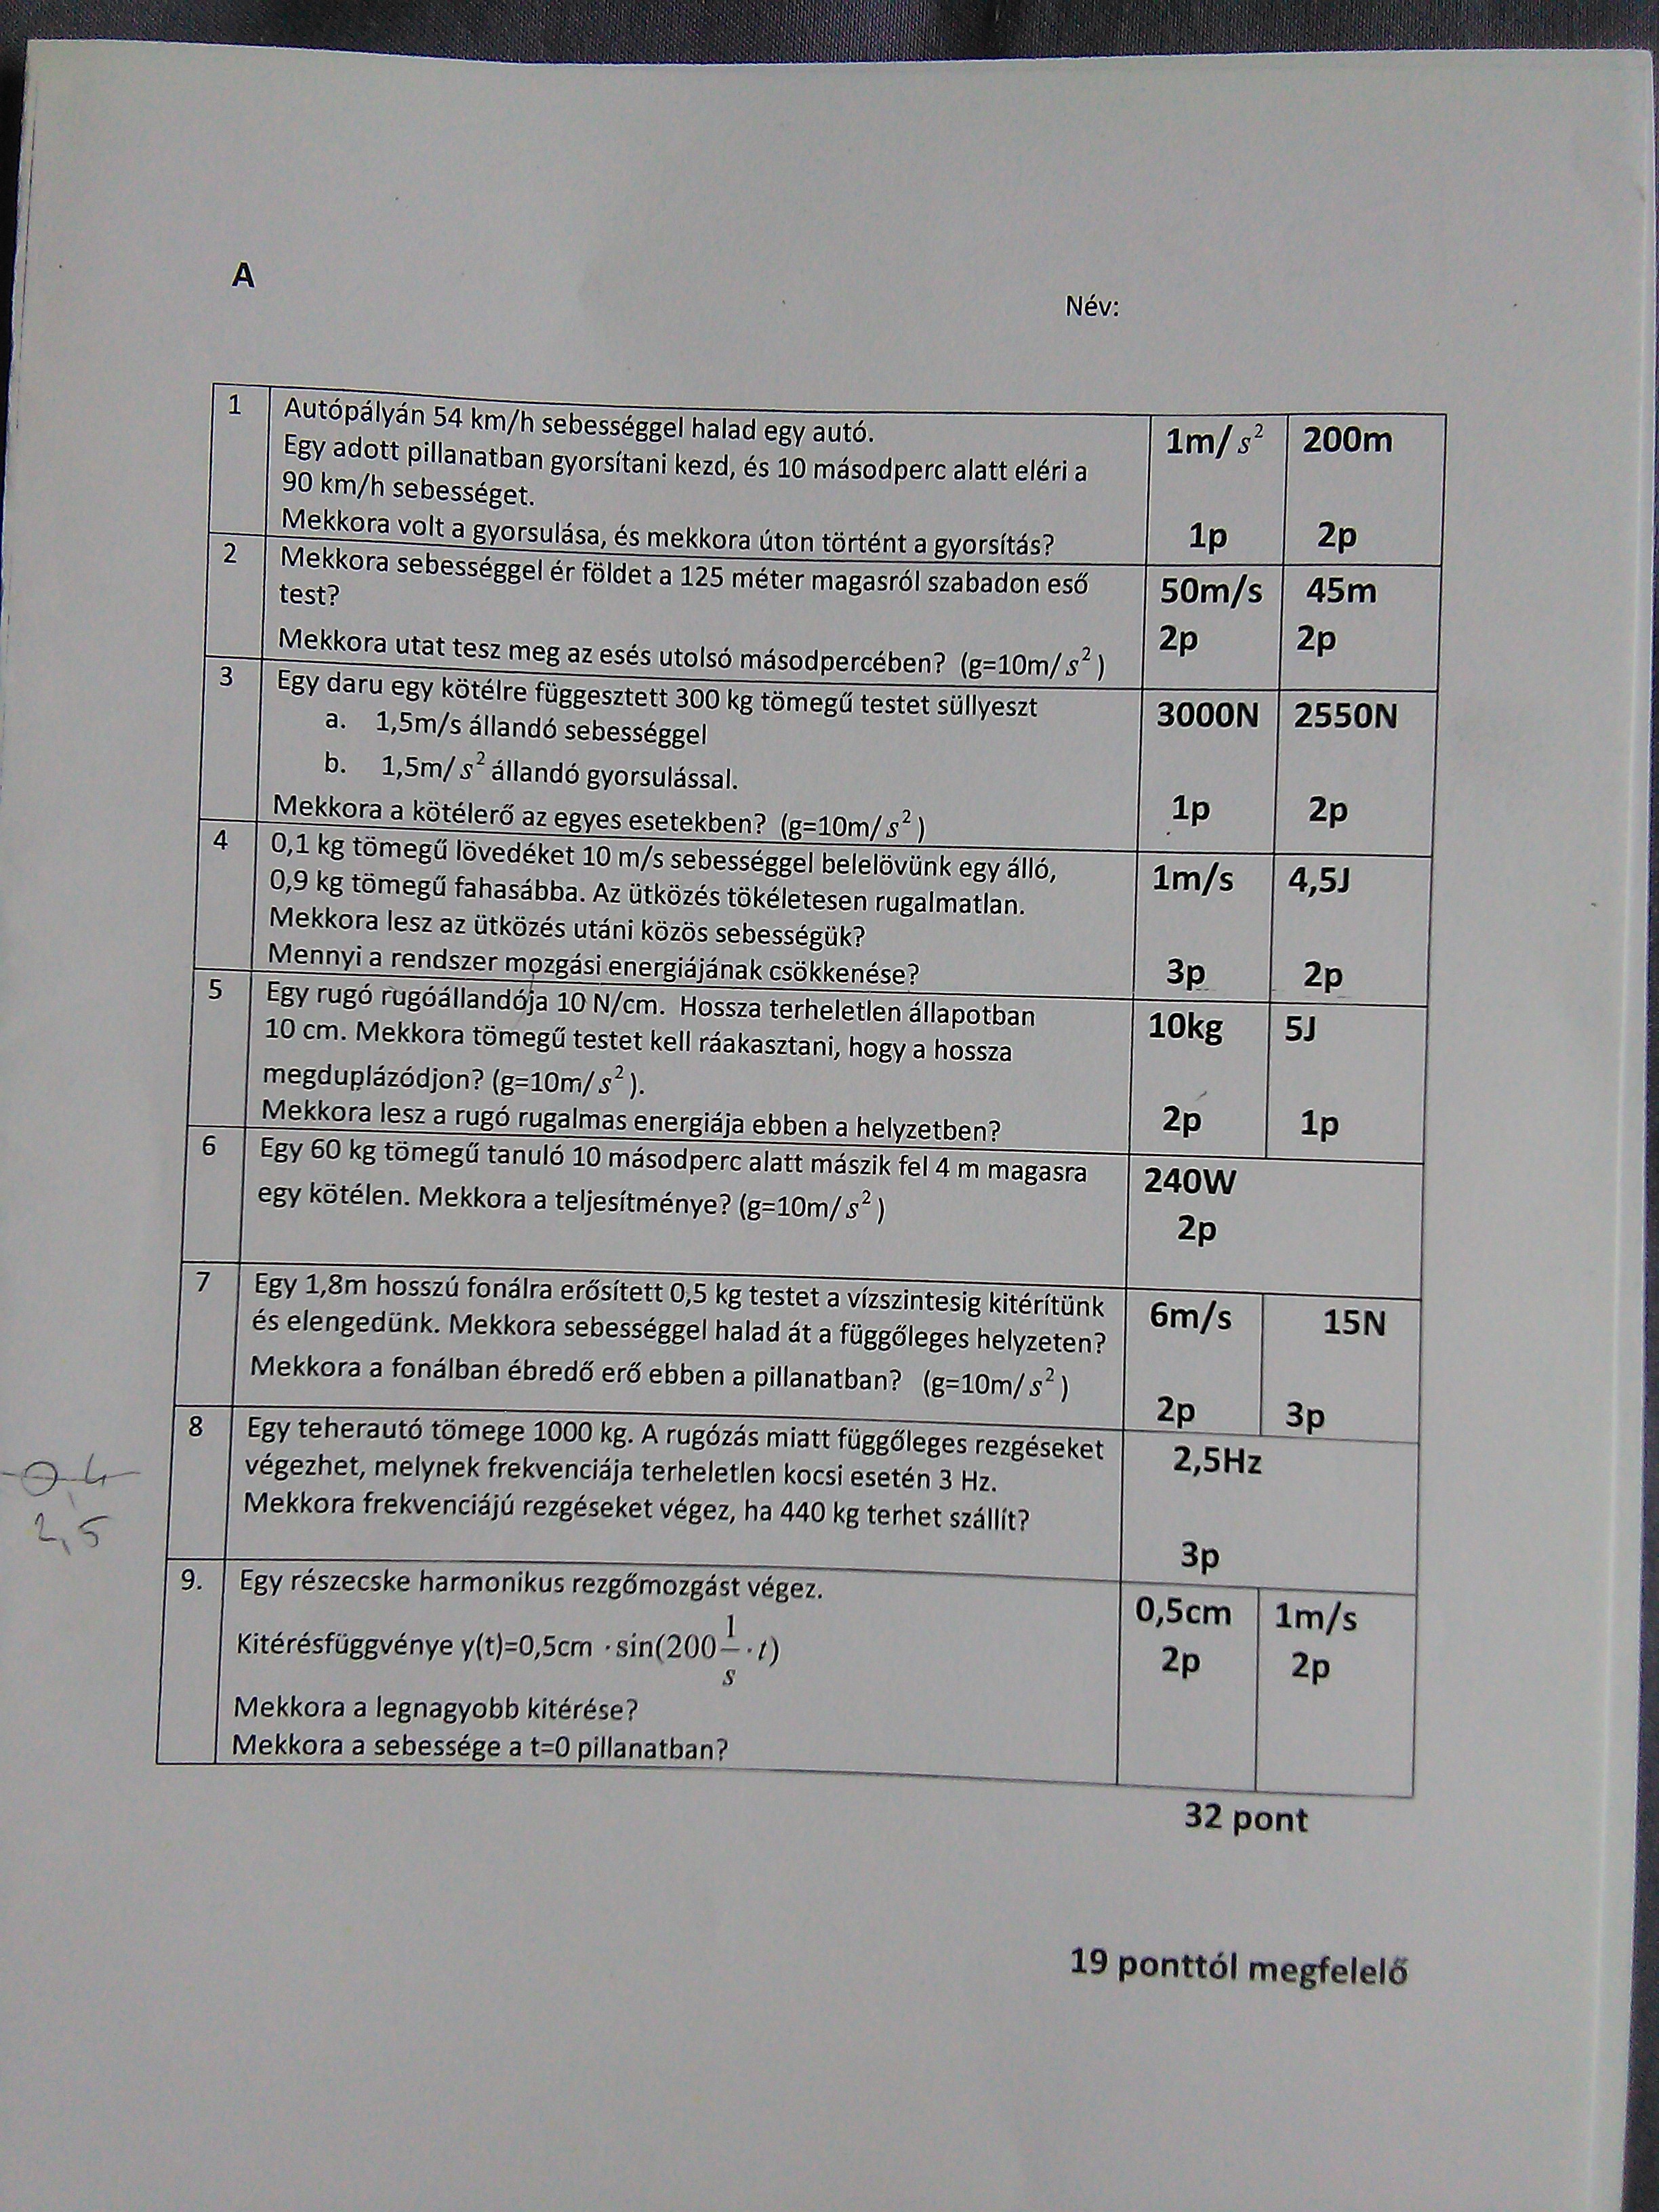 A
Név:
1
Autópályán 54 km/h sebességgel halad egy autó.
Egy adott pillanatban gyorsítani kezd, és 10 másodperc alatt eléri a
90 km/h sebességet.
Mekkora volt a gyorsulása, és mekkora úton történt a gyorsítás?
1m/s²
1p
200m
2p
2
Mekkora sebességgel ér földet a 125 méter magasról szabadon eső
test?
Mekkora utat tesz meg az esés utolsó másodpercében? (g=10m/s²)
50m/s
2p
45m
2p
3
Egy daru egy kötélre függesztett 300 kg tömegű testet süllyeszt
a. 1,5m/s állandó sebességgel
b. 1,5m/s² állandó gyorsulással.
Mekkora a kötélerő az egyes esetekben? (g=10m/s²)
3000N
1p
2550N
2p
4
0,1 kg tömegű lövedéket 10 m/s sebességgel belelövünk egy álló,
0,9 kg tömegű fahasábba. Az ütközés tökéletesen rugalmatlan.
Mekkora lesz az ütközés utáni közös sebességük?
Mennyi a rendszer mozgási energiájának csökkenése?
1m/s
3p
4,5J
2p
5
Egy rugó rugóállandója 10 N/cm. Hossza terheletlen állapotban
10 cm. Mekkora tömegű testet kell ráakasztani, hogy a hossza
megduplázódjon? (g=10m/s²).
Mekkora lesz a rugó rugalmas energiája ebben a helyzetben?
10kg
2p
5J
1p
6
Egy 60 kg tömegű tanuló 10 másodperc alatt mászik fel 4 m magasra
egy kötélen. Mekkora a teljesítménye? (g=10m/s²)
240W
2p
7
Egy 1,8m hosszú fonálra erősített 0,5 kg testet a vízszintesig kitérítünk
és elengedünk. Mekkora sebességgel halad át a függőleges helyzeten?
Mekkora a fonálban ébredő erő ebben a pillanatban? (g=10m/s²)
6m/s
2p
15N
3p
8
Egy teherautó tömege 1000 kg. A rugózás miatt függőleges rezgéseket
végezhet, melynek frekvenciája terheletlen kocsi esetén 3 Hz.
Mekkora frekvenciájú rezgéseket végez, ha 440 kg terhet szállít?
2,5Hz
3p
0,4
2,5
9.
Egy részecske harmonikus rezgőmozgást végez.
Kitérésfüggvénye y(t)=0,5cm ·sin(200 1/s ·t)
Mekkora a legnagyobb kitérése?
Mekkora a sebessége a t=0 pillanatban?
0,5cm
2p
1m/s
2p
32 pont
19 ponttól megfelelő